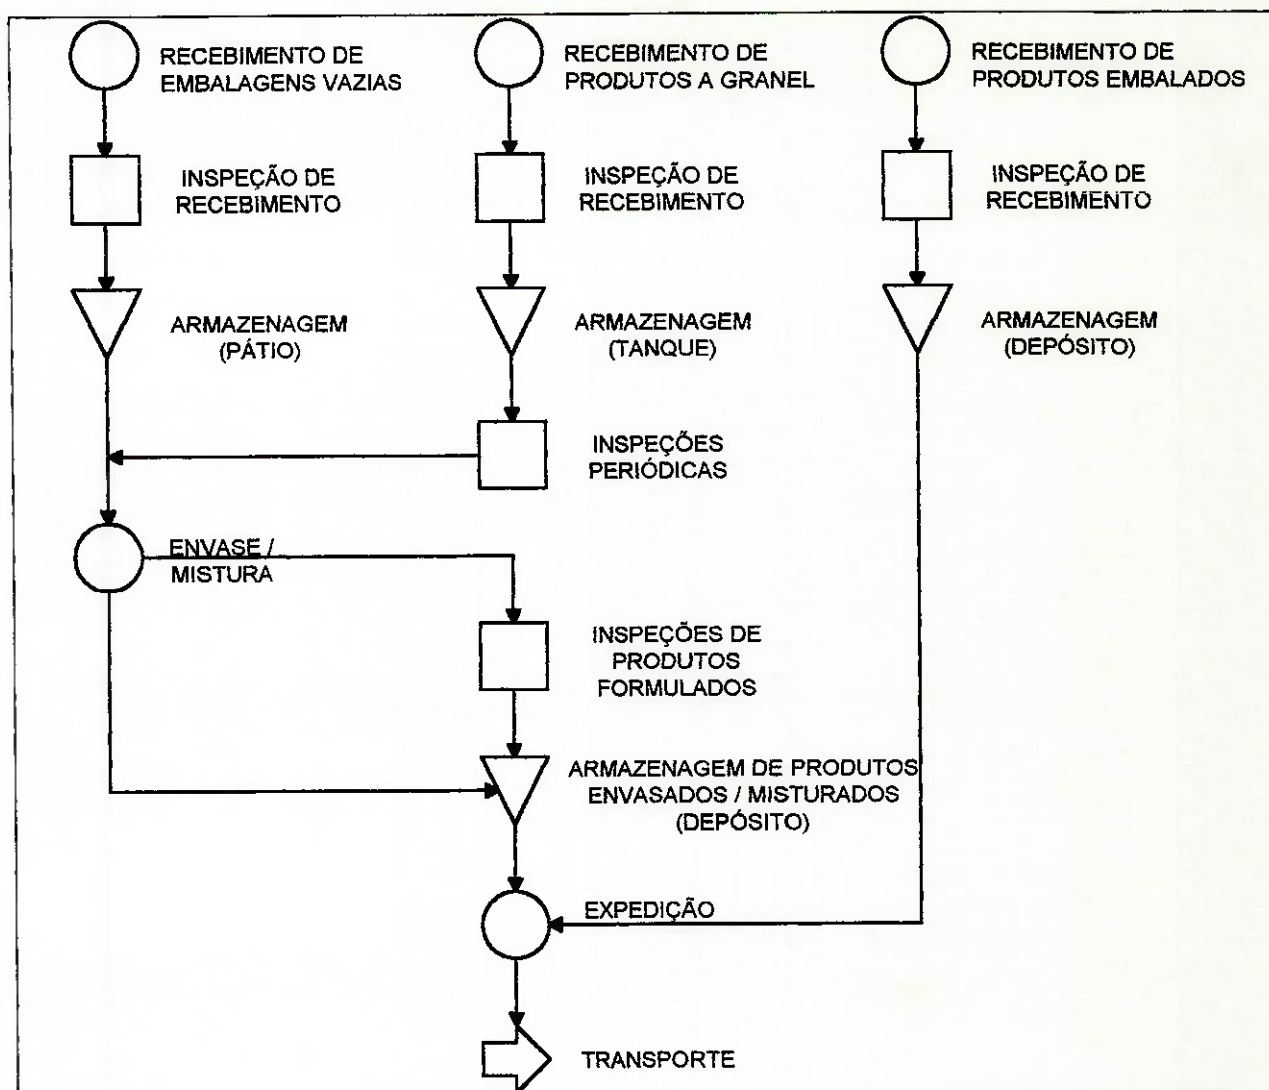 RECEBIMENTO DE
EMBALAGENS VAZIAS
RECEBIMENTO DE
PRODUTOS A GRANEL
RECEBIMENTO DE
PRODUTOS EMBALADOS
INSPEÇÃO DE
RECEBIMENTO
INSPEÇÃO DE
RECEBIMENTO
INSPEÇÃO DE
RECEBIMENTO
ARMAZENAGEM
(PÁTIO)
ARMAZENAGEM
(TANQUE)
ARMAZENAGEM
(DEPÓSITO)
INSPEÇÕES
PERIÓDICAS
ENVASE /
MISTURA
INSPEÇÕES DE
PRODUTOS
FORMULADOS
ARMAZENAGEM DE PRODUTOS
ENVASADOS / MISTURADOS
(DEPÓSITO)
EXPEDIÇÃO
TRANSPORTE